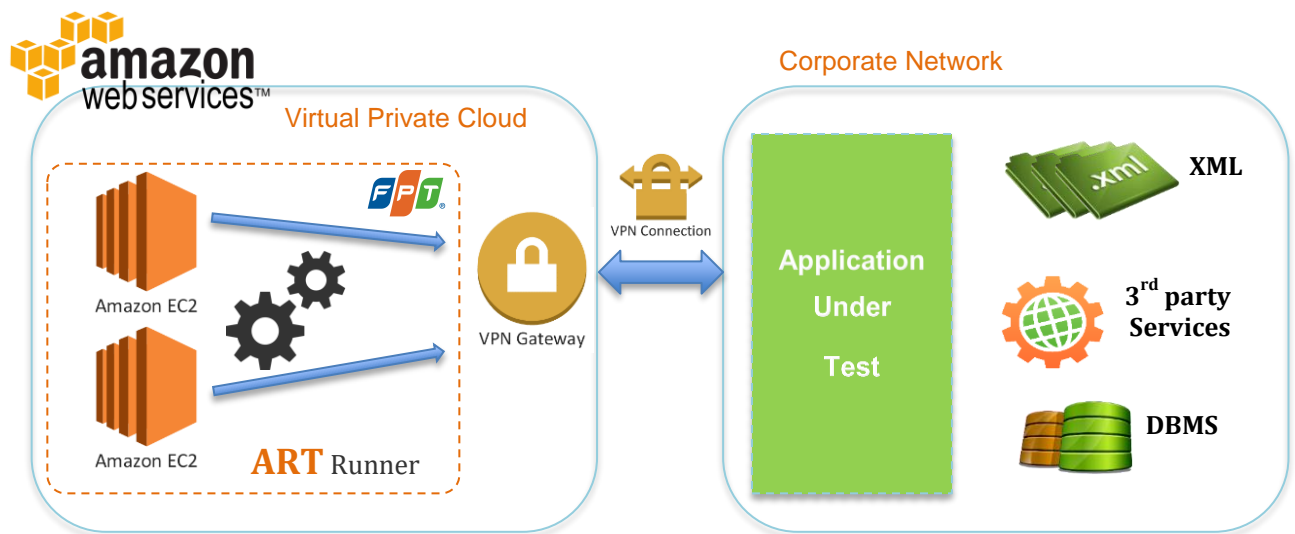 amazon
web services™
Virtual Private Cloud
FPT®
Amazon EC2
Amazon EC2
ART Runner
VPN Gateway
VPN Connection
Corporate Network
Application
Under
Test
.xml
XML
3rd party
Services
DBMS